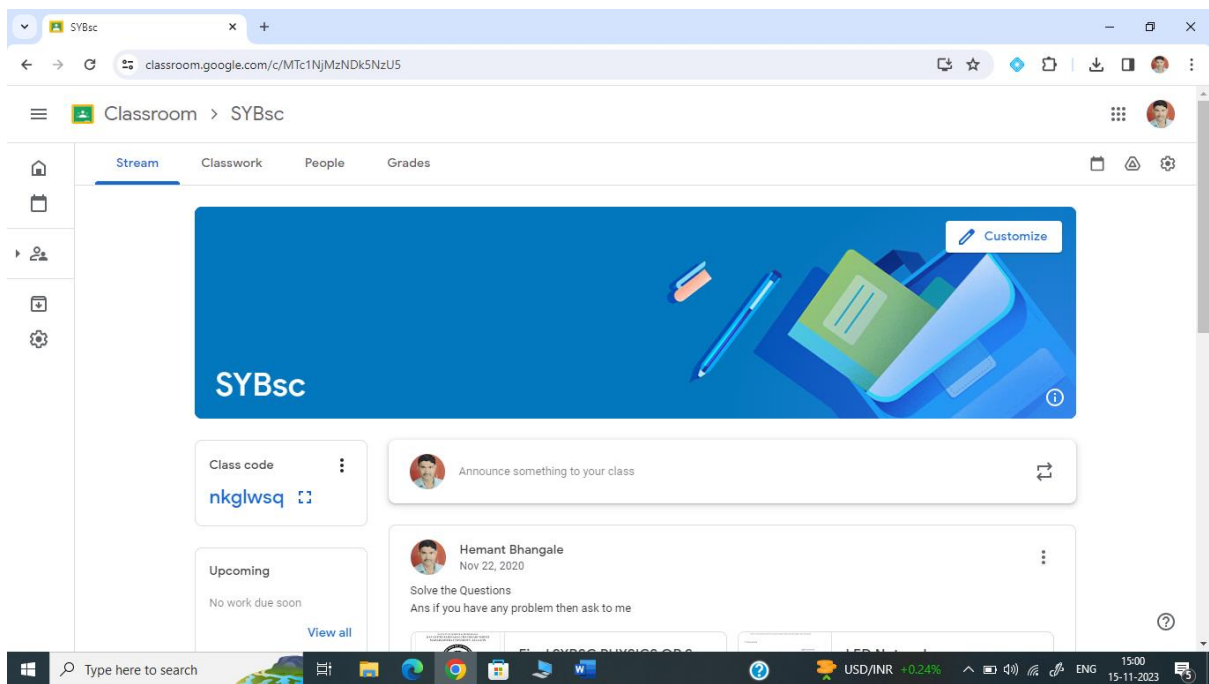 SYBsc
classroom.google.com/c/MTc1NjMzNDk5NzU5
Classroom > SYBsc
Stream Classwork People Grades
Customize
SYBsc
Class code
nkglwsq
Announce something to your class
Upcoming
No work due soon
View all
Hemant Bhangale
Nov 22, 2020
Solve the Questions
Ans if you have any problem then ask to me
Type here to search
USD/INR +0.24%
ENG
15:00
15-11-2023
5